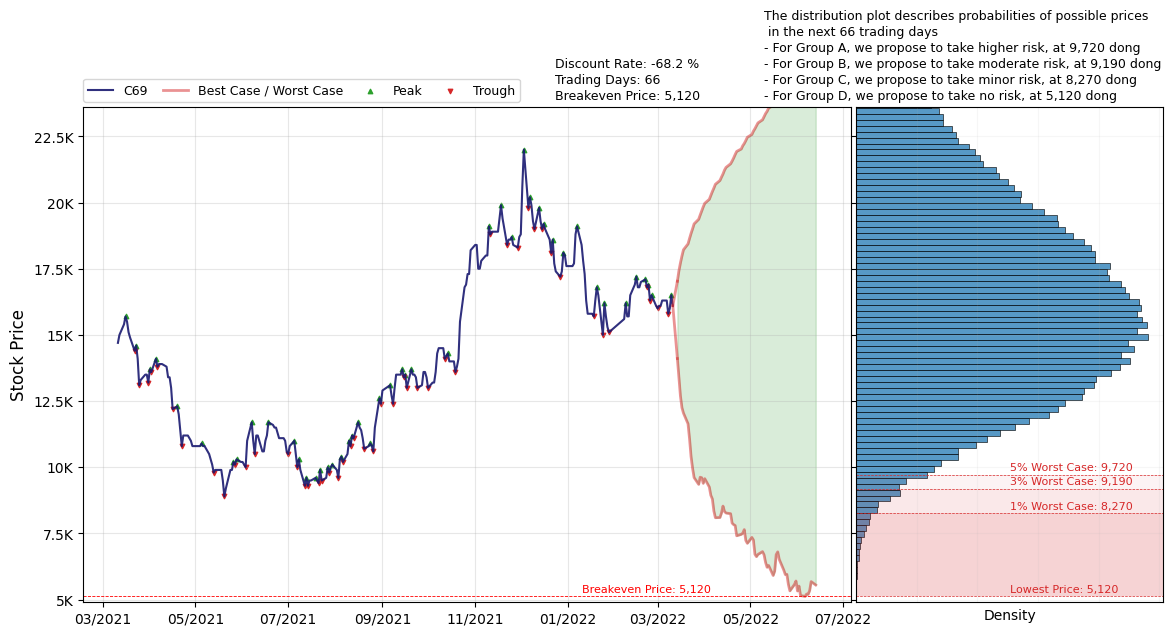 The distribution plot describes probabilities of possible prices
in the next 66 trading days
- For Group A, we propose to take higher risk, at 9,720 dong
- For Group B, we propose to take moderate risk, at 9,190 dong
- For Group C, we propose to take minor risk, at 8,270 dong
- For Group D, we propose to take no risk, at 5,120 dong
Discount Rate: -68.2 %
Trading Days: 66
Breakeven Price: 5,120
C69
Best Case / Worst Case
Peak
Trough
Stock Price
22.5K
20K
17.5K
15K
12.5K
10K
7.5K
5K
Breakeven Price: 5,120
03/2021
05/2021
07/2021
09/2021
11/2021
01/2022
03/2022
05/2022
07/2022
5% Worst Case: 9,720
3% Worst Case: 9,190
1% Worst Case: 8,270
Lowest Price: 5,120
Density